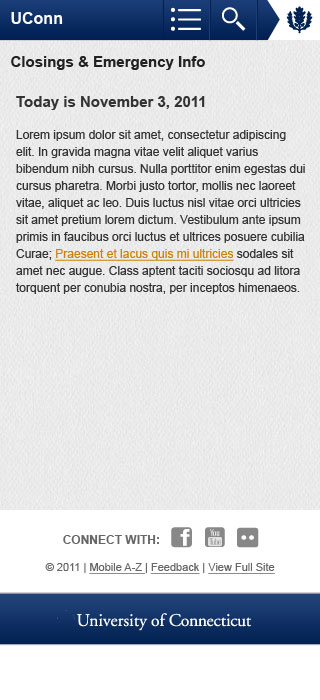 UConn
Closings & Emergency Info
Today is November 3, 2011
Lorem ipsum dolor sit amet, consectetur adipiscing
elit. In gravida magna vitae velit aliquet varius
bibendum nibh cursus. Nulla porttitor enim egestas dui
cursus pharetra. Morbi justo tortor, mollis nec laoreet
vitae, aliquet ac leo. Duis luctus nisl vitae orci ultricies
sit amet pretium lorem dictum. Vestibulum ante ipsum
primis in faucibus orci luctus et ultrices posuere cubilia
Curae; Praesent et lacus quis mi ultricies sodales sit
amet nec augue. Class aptent taciti sociosqu ad litora
torquent per conubia nostra, per inceptos himenaeos.
CONNECT WITH: f You Tube
© 2011 | Mobile A-Z | Feedback | View Full Site
University of Connecticut